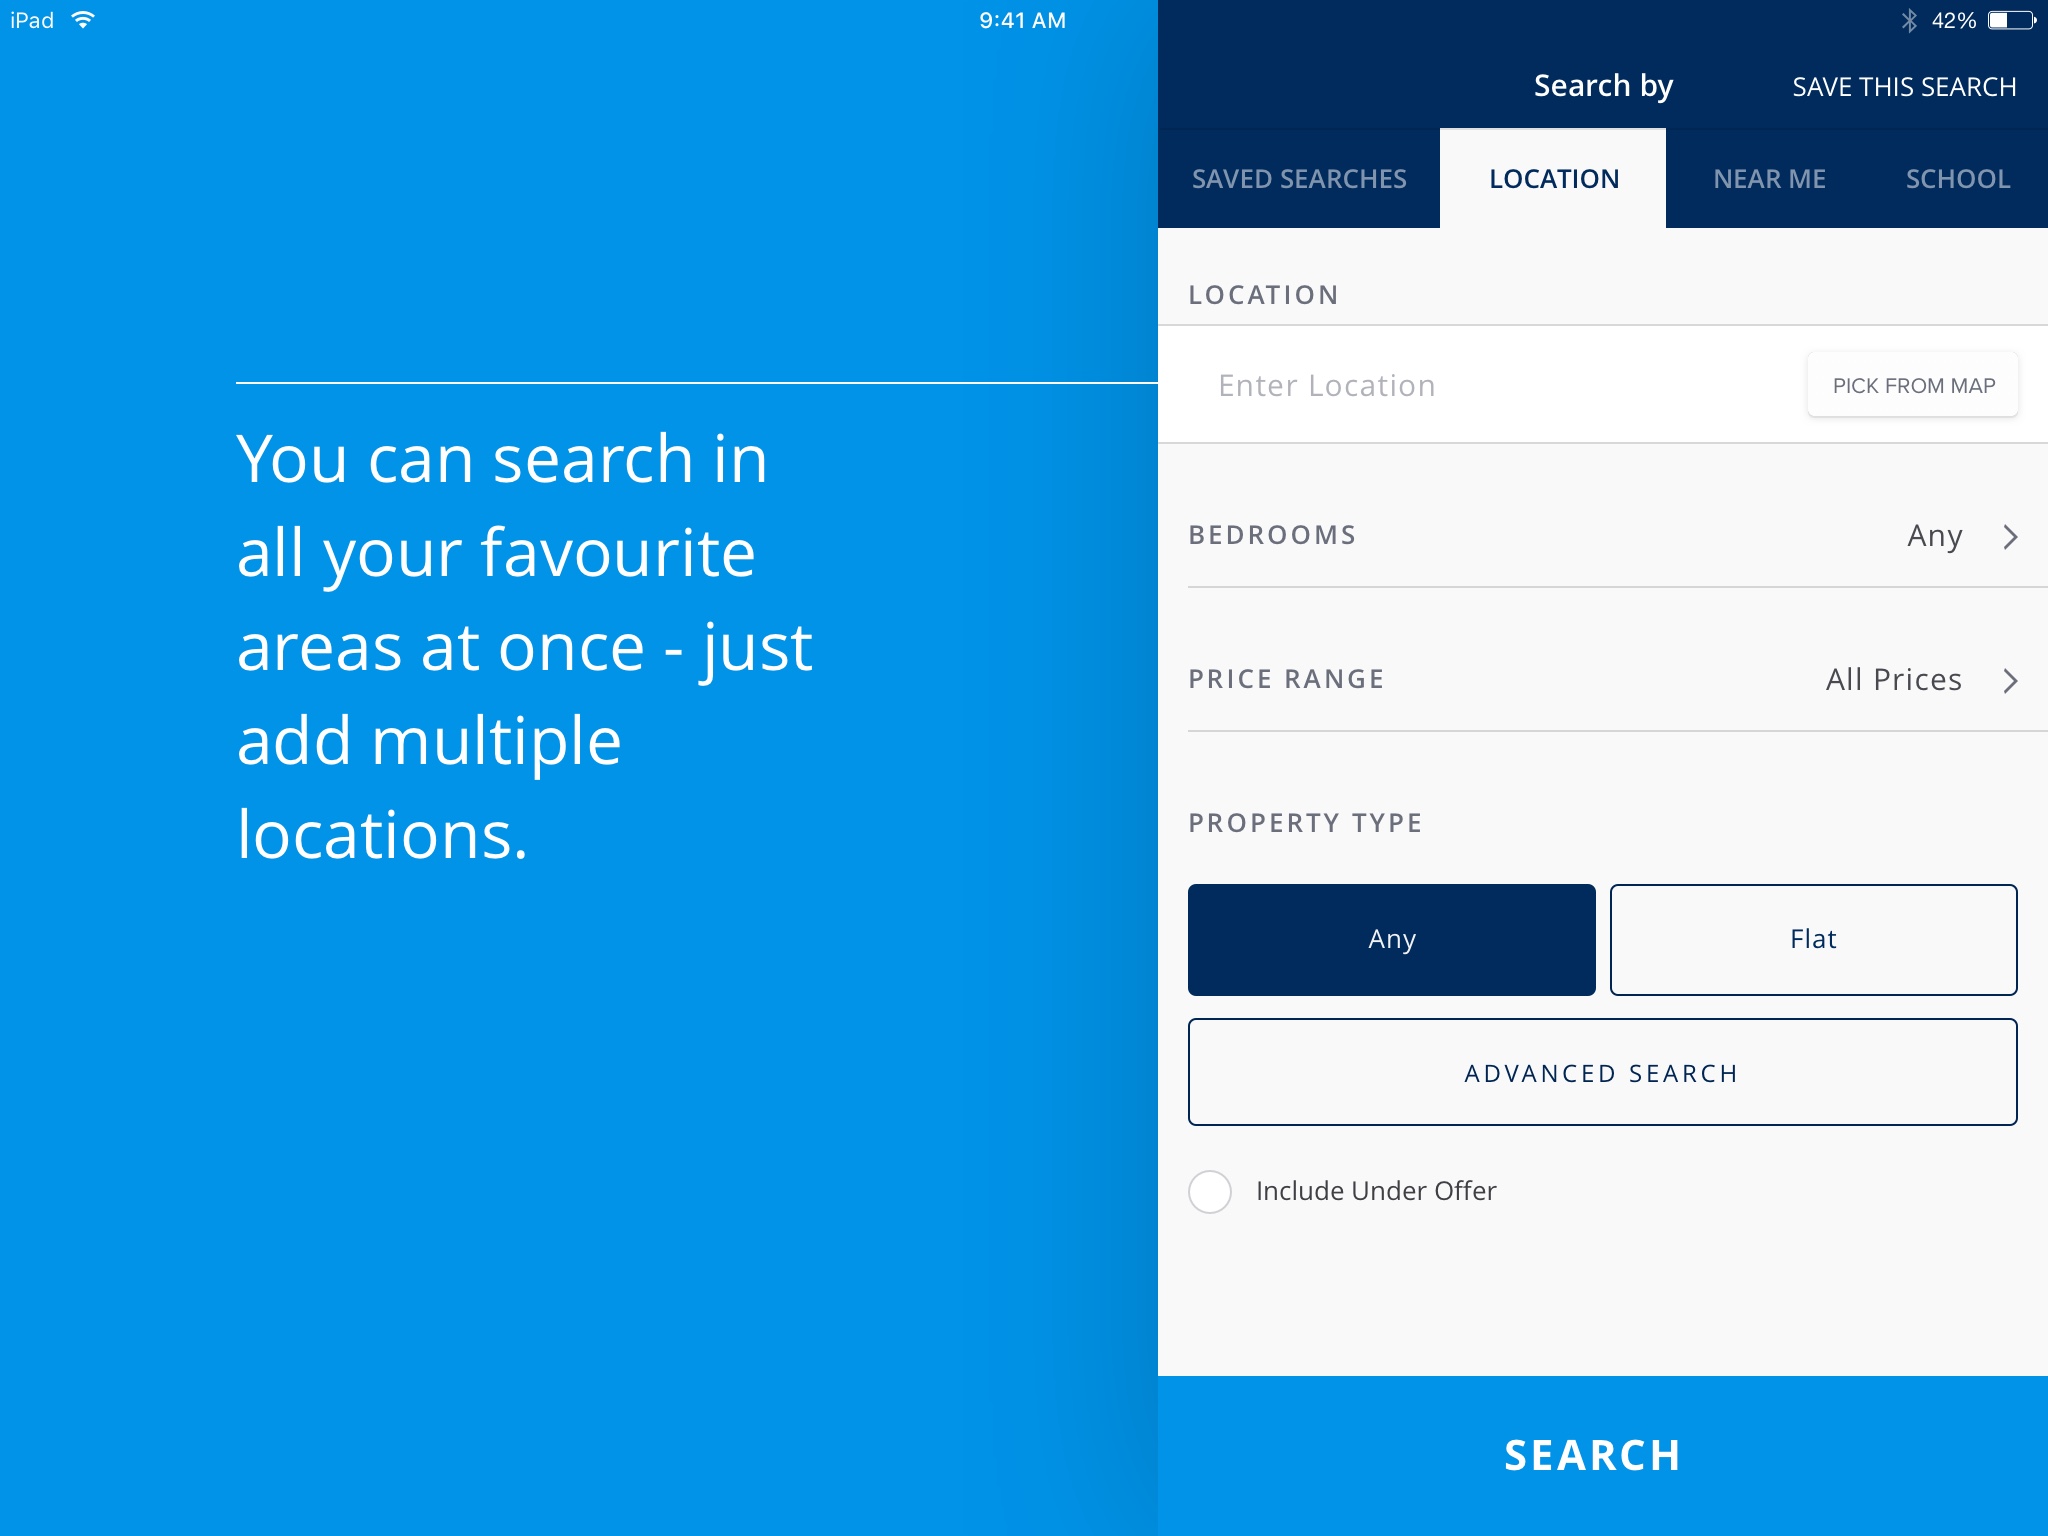 iPad
9:41 AM
42%
Search by
SAVE THIS SEARCH
SAVED SEARCHES
LOCATION
NEAR ME
SCHOOL
You can search in
all your favourite
areas at once - just
add multiple
locations.
LOCATION
Enter Location
PICK FROM MAP
BEDROOMS
Any
PRICE RANGE
All Prices
PROPERTY TYPE
Any
Flat
ADVANCED SEARCH
Include Under Offer
SEARCH